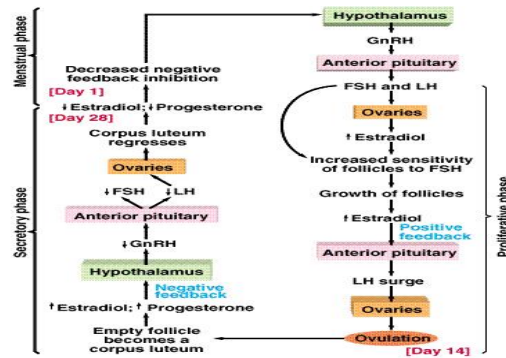 Menstrual phase
Hypothalamus
GnRH
Anterior pituitary
FSH and LH
Ovaries
↑Estradiol
Increased sensitivity
of follicles to FSH
Growth of follicles
↑Estradiol
Positive
feedback
Anterior pituitary
LH surge
Ovaries
Ovulation
[Day 14]
Proliferative phase
Empty follicle
becomes a
corpus luteum
↑Estradiol; ↑Progesterone
Negative
feedback
Hypothalamus
↓GnRH
Anterior pituitary
↓FSH ↓LH
Ovaries
Corpus luteum
regresses
[Day 28]
↓Estradiol; ↓Progesterone
[Day 1]
Decreased negative
feedback inhibition
Secretory phase